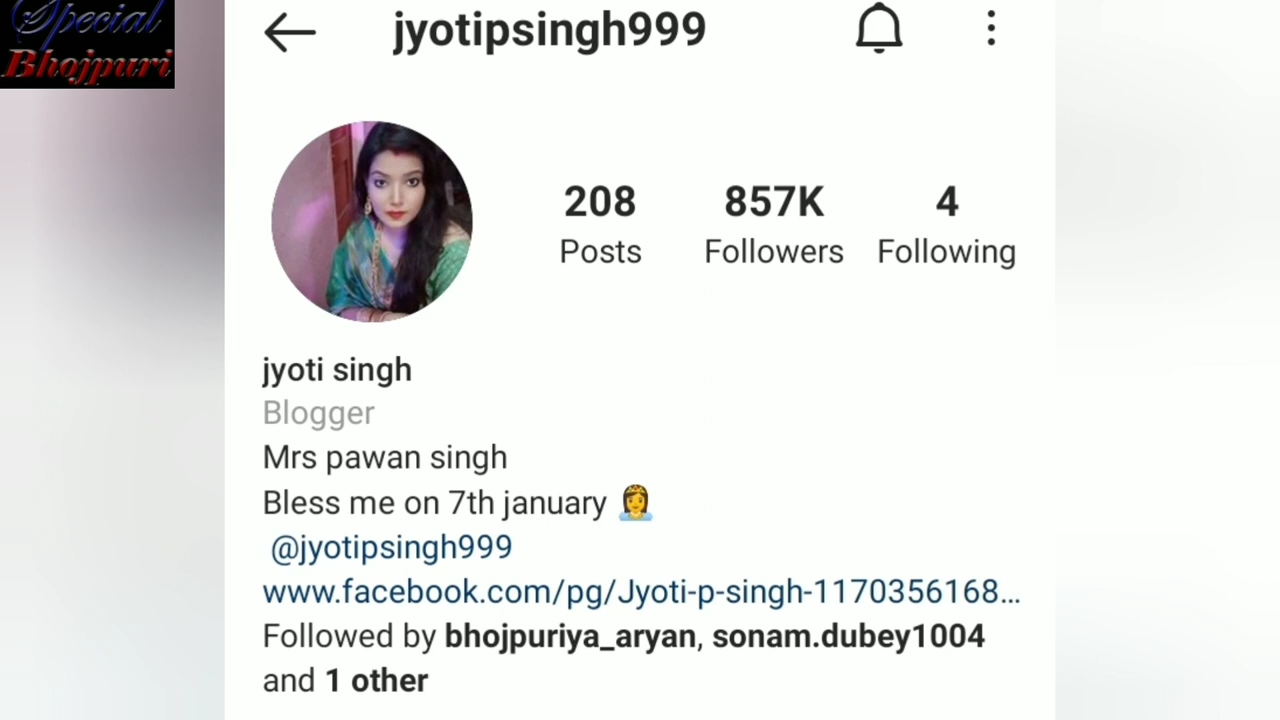 Special
Bhojpuri
jyotipsingh999
208
857K
4
Posts
Followers
Following
jyoti singh
Blogger
Mrs pawan singh
Bless me on 7th january 👸
@jyotipsingh999
www.facebook.com/pg/Jyoti-p-singh-1170356168...
Followed by bhojpuriya_aryan, sonam.dubey1004
and 1 other